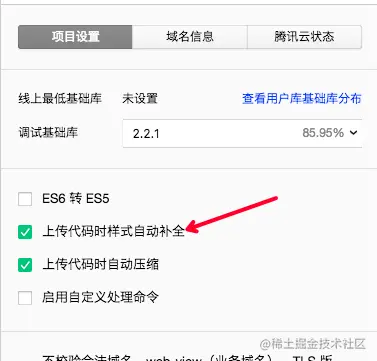 项目设置 域名信息 腾讯云状态
线上最低基础库 未设置 查看用户库基础库分布
调试基础库 2.2.1 85.95%
ES6 转 ES5
上传代码时样式自动补全
上传代码时自动压缩
启用自定义处理命令
不校验合法域名、web-view（业务域名）、TLS 版
@稀土掘金技术社区